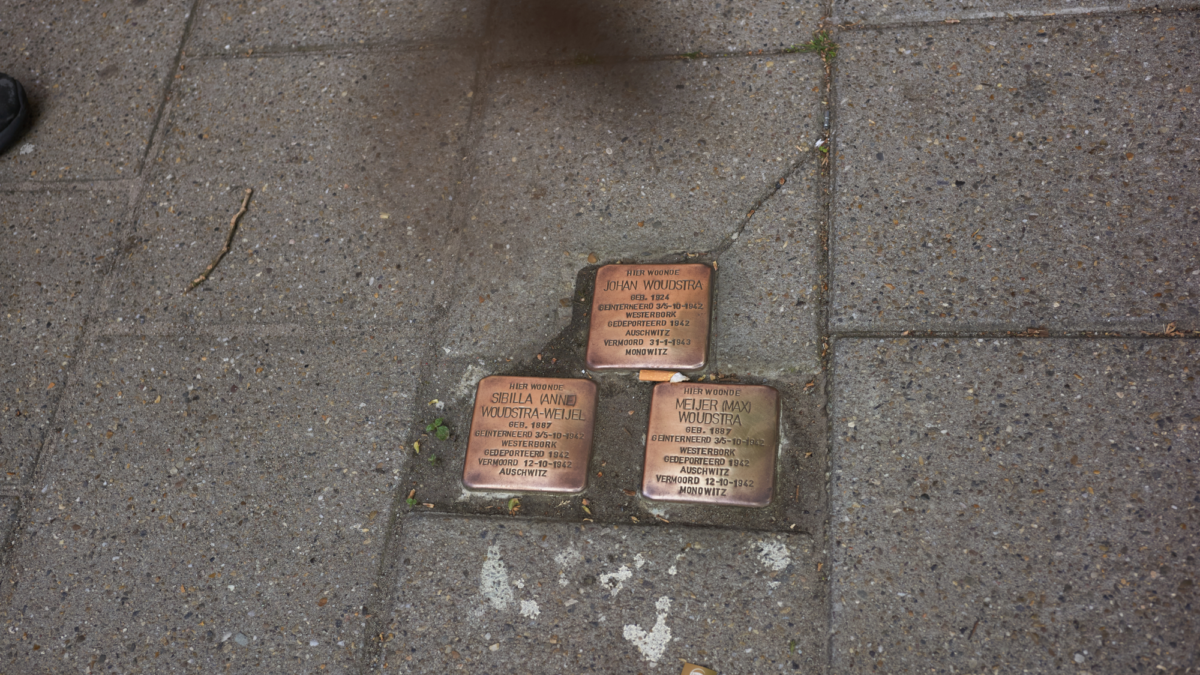 HIER WOONDE
JOHAN WOUDSTRA
GEB. 1924
GEINTERNEERD 3/5-10-1942
WESTERBORK
GEDEPORTEERD 1942
AUSCHWITZ
VERMOORD 31-1-1943
MONOWITZ
HIER WOONDE
SIBILLA (ANNE)
WOUDSTRA-WEIJEL
GEB. 1887
GEINTERNEERD 3/5-10-1942
WESTERBORK
GEDEPORTEERD 1942
VERMOORD 12-10-1942
AUSCHWITZ
HIER WOONDE
MEIJER (MAX)
WOUDSTRA
GEB. 1887
GEINTERNEERD 3/5-10-1942
WESTERBORK
GEDEPORTEERD 1942
AUSCHWITZ
VERMOORD 12-10-1942
MONOWITZ